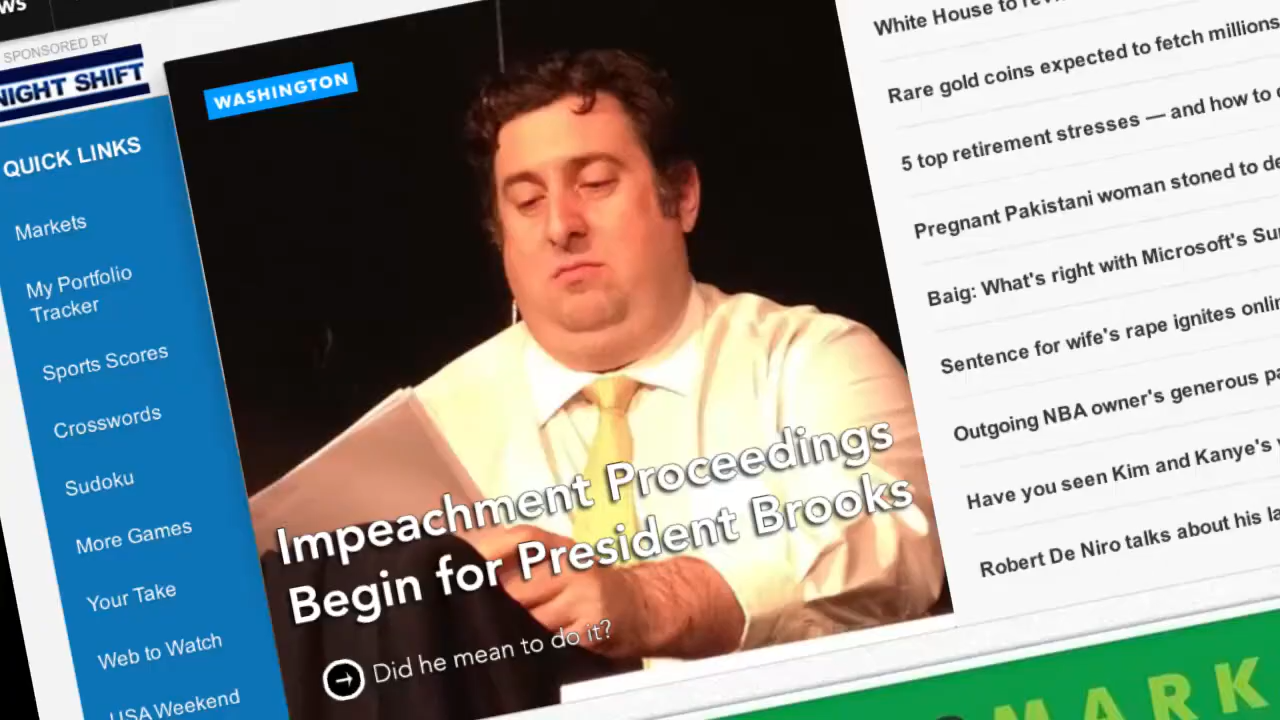 SPONSORED BY
NIGHT SHIFT
QUICK LINKS
Markets
My Portfolio
Tracker
Sports Scores
Crosswords
Sudoku
More Games
Your Take
Web to Watch
USA Weekend
WASHINGTON
Impeachment Proceedings
Begin for President Brooks
Did he mean to do it?
White House to
Rare gold coins expected to fetch millions
5 top retirement stresses — and how to
Pregnant Pakistani woman stoned to
Baig: What's right with Microsoft's
Sentence for wife's rape ignites
Outgoing NBA owner's generous
Have you seen Kim and Kanye's
Robert De Niro talks about his
MARK